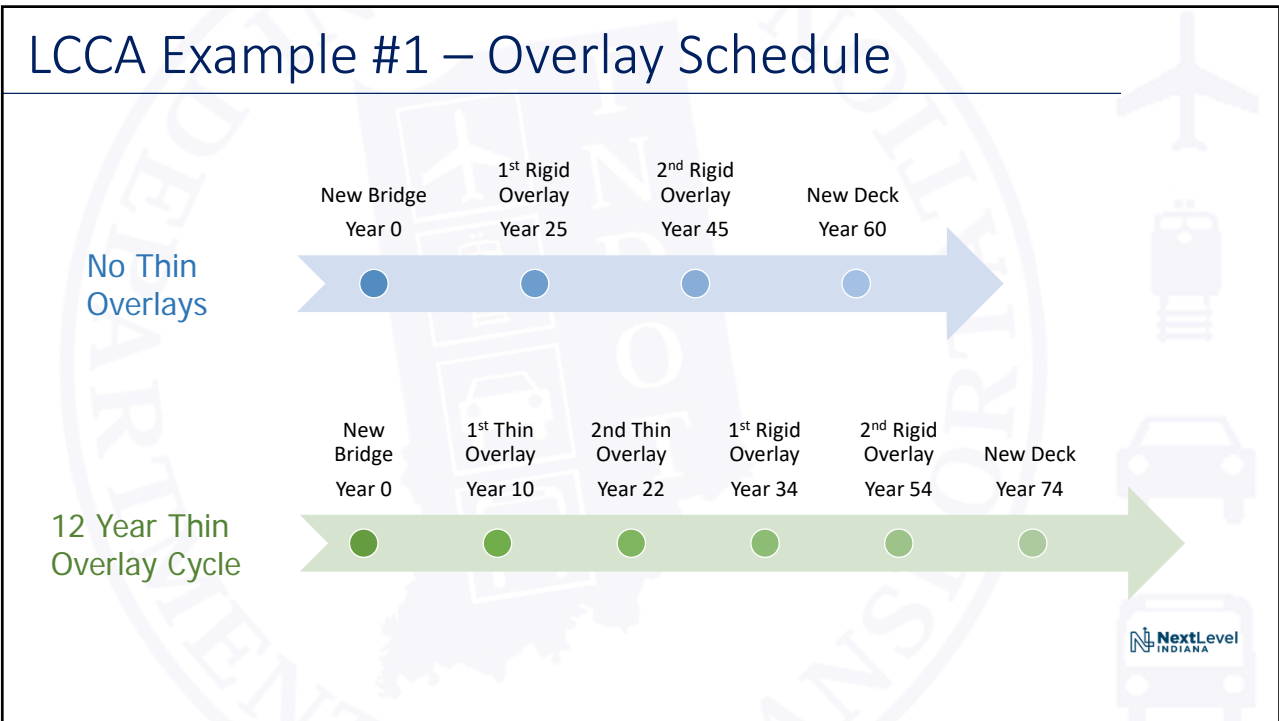 LCCA Example #1 – Overlay Schedule
No Thin
Overlays
New Bridge
Year 0
1st Rigid
Overlay
Year 25
2nd Rigid
Overlay
Year 45
New Deck
Year 60
12 Year Thin
Overlay Cycle
New
Bridge
Year 0
1st Thin
Overlay
Year 10
2nd Thin
Overlay
Year 22
1st Rigid
Overlay
Year 34
2nd Rigid
Overlay
Year 54
New Deck
Year 74
NextLevel
INDIANA
INDOT